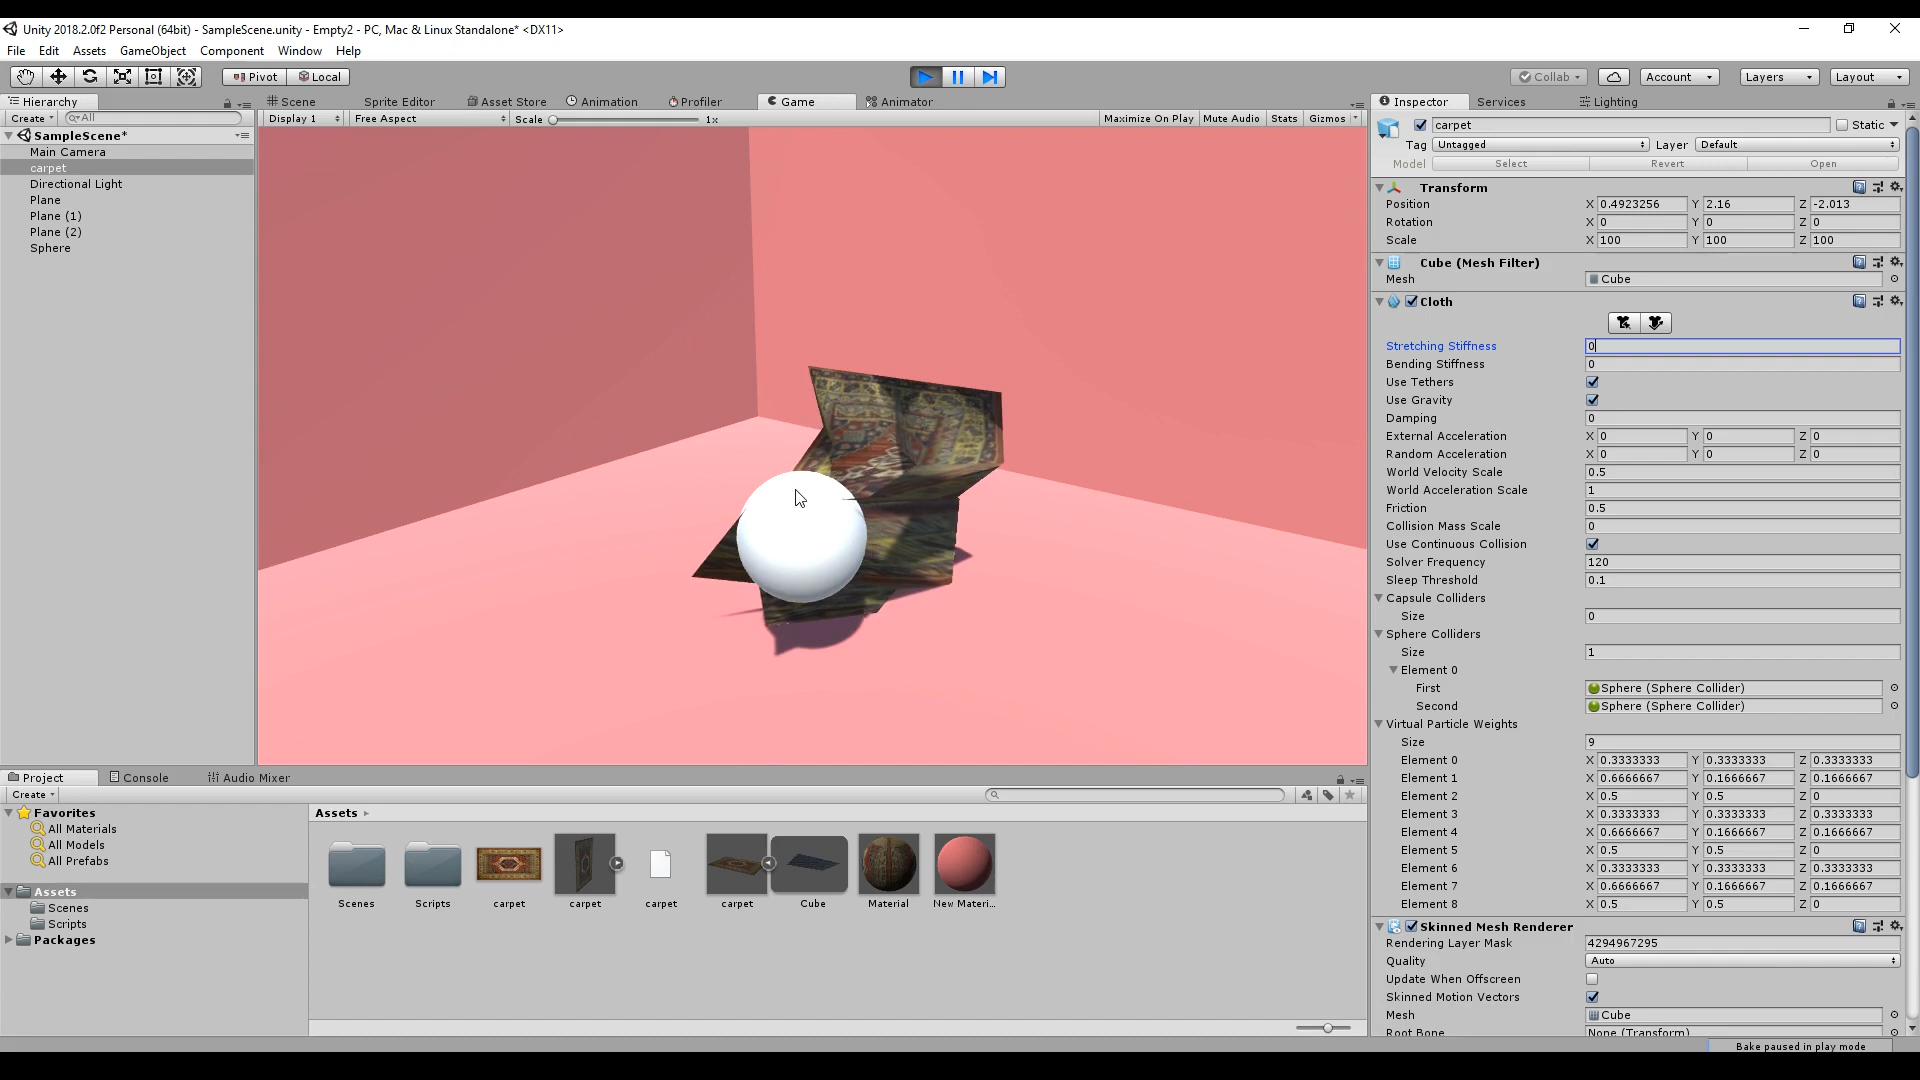 Unity 2018.2.0f2 Personal (64bit) - SampleScene.unity - Empty2 - PC, Mac & Linux Standalone* <DX11>
File Edit Assets GameObject Component Window Help
Pivot Local Collab Account Layers Layout
Hierarchy Scene Sprite Editor Asset Store Animation Profiler Game Animator Inspector Services Lighting
Create All Display 1 Free Aspect Scale 1x Maximize On Play Mute Audio Stats Gizmos
SampleScene*
Main Camera
carpet
Directional Light
Plane
Plane (1)
Plane (2)
Sphere
carpet Static
Tag Untagged Layer Default
Model Select Revert Open
Transform
Position X 0.4923256 Y 2.16 Z -2.013
Rotation X 0 Y 0 Z 0
Scale X 100 Y 100 Z 100
Cube (Mesh Filter)
Mesh Cube
Cloth
Stretching Stiffness 0
Bending Stiffness 0
Use Tethers
Use Gravity
Damping 0
External Acceleration X 0 Y 0 Z 0
Random Acceleration X 0 Y 0 Z 0
World Velocity Scale 0.5
World Acceleration Scale 1
Friction 0.5
Collision Mass Scale 0
Use Continuous Collision
Solver Frequency 120
Sleep Threshold 0.1
Capsule Colliders
Size 0
Sphere Colliders
Size 1
Element 0
First Sphere (Sphere Collider)
Second Sphere (Sphere Collider)
Virtual Particle Weights
Size 9
Element 0 X 0.3333333 Y 0.3333333 Z 0.3333333
Element 1 X 0.6666667 Y 0.1666667 Z 0.1666667
Element 2 X 0.5 Y 0.5 Z 0
Element 3 X 0.3333333 Y 0.3333333 Z 0.3333333
Element 4 X 0.6666667 Y 0.1666667 Z 0.1666667
Element 5 X 0.5 Y 0.5 Z 0
Element 6 X 0.3333333 Y 0.3333333 Z 0.3333333
Element 7 X 0.6666667 Y 0.1666667 Z 0.1666667
Element 8 X 0.5 Y 0.5 Z 0
Skinned Mesh Renderer
Rendering Layer Mask 4294967295
Quality Auto
Update When Offscreen
Skinned Motion Vectors
Mesh Cube
Root Bone None (Transform)
Project Console Audio Mixer
Create
Favorites
All Materials
All Models
All Prefabs
Assets
Scenes
Scripts
Packages
Assets
Scenes Scripts carpet carpet carpet carpet Cube Material New Materi...
Bake paused in play mode